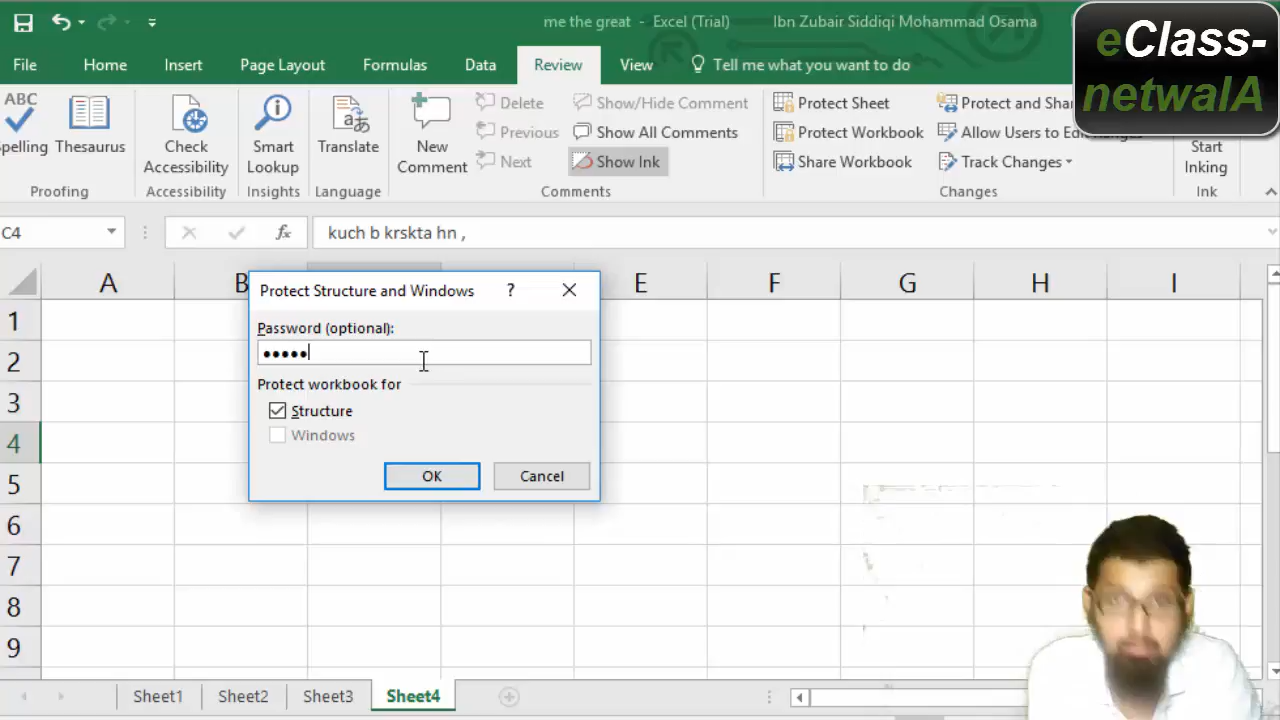 me the great - Excel (Trial)
Ibn Zubair Siddiqi Mohammad Osama
eClass-
netwalA
File
Home
Insert
Page Layout
Formulas
Data
Review
View
Tell me what you want to do
ABC
Spelling
Thesaurus
Proofing
Check
Accessibility
Accessibility
Smart
Lookup
Insights
Translate
Language
New
Comment
Delete
Previous
Next
Show/Hide Comment
Show All Comments
Show Ink
Comments
Protect Sheet
Protect Workbook
Share Workbook
Protect and Sha
Allow Users to Edit Ranges
Track Changes
Changes
Start
Inking
Ink
C4
fx
kuch b krskta hn ,
A
B
E
F
G
H
I
1
2
3
4
5
6
7
8
9
Protect Structure and Windows
?
Password (optional):
•••••
Protect workbook for
Structure
Windows
OK
Cancel
Sheet1
Sheet2
Sheet3
Sheet4